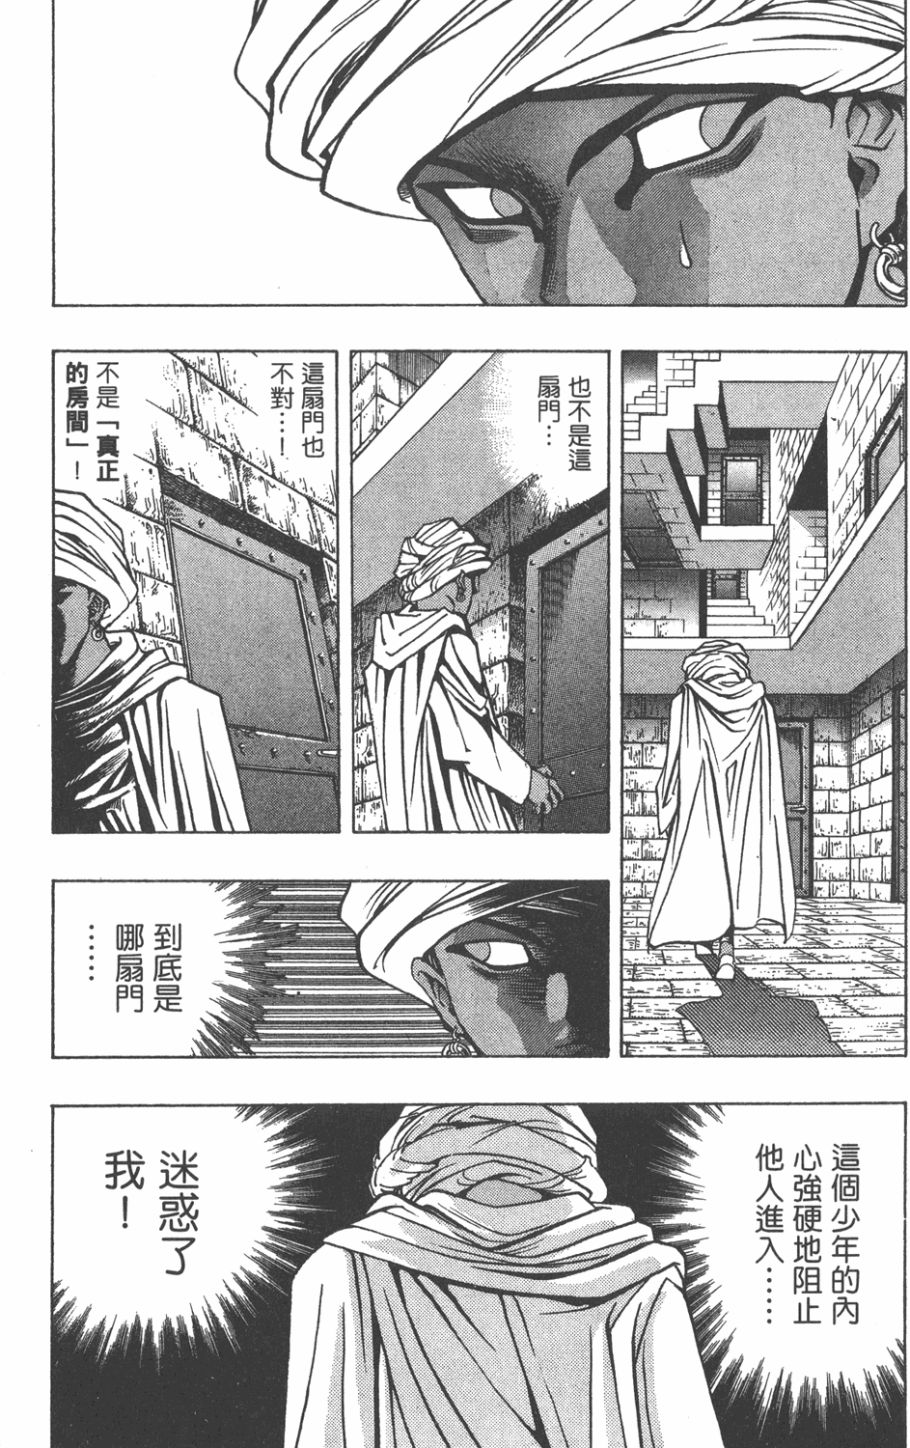 也不是這
扇門…
這扇門也
不對…！
不是「真正
的房間」！
到底是
哪扇門
……
這個少年的內
心強硬地阻止
他人進入……
迷惑了
我！